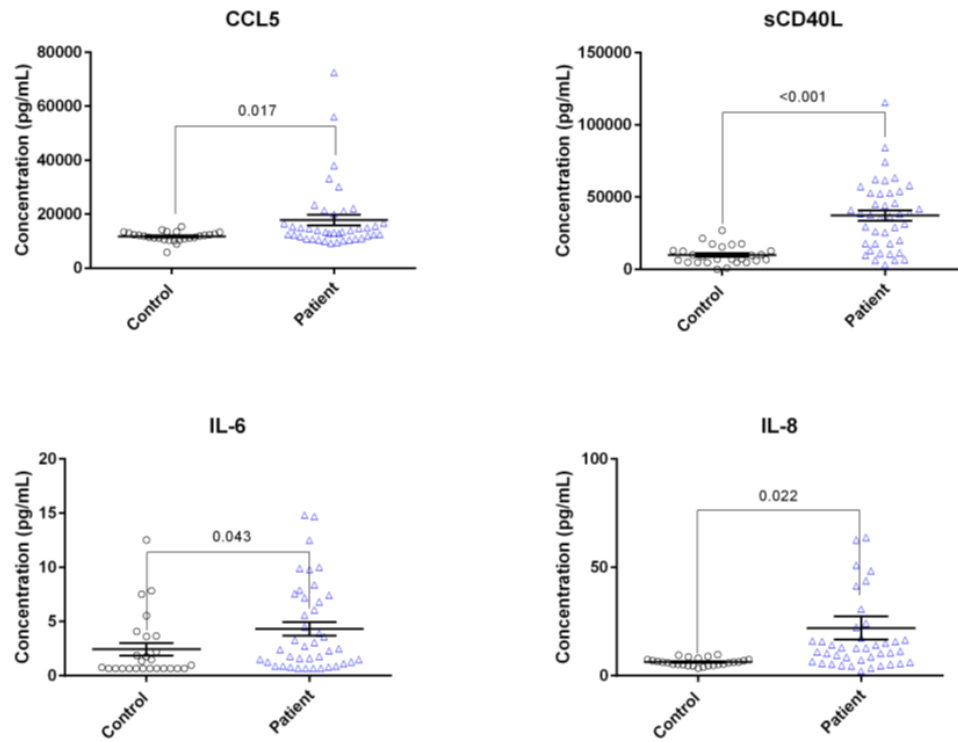 CCL5
Concentration (pg/mL)
80000
60000
40000
20000
0
0.017
Control
Patient
sCD40L
Concentration (pg/mL)
150000
100000
50000
0
<0.001
Control
Patient
IL-6
Concentration (pg/mL)
20
15
10
5
0
0.043
Control
Patient
IL-8
Concentration (pg/mL)
100
50
0
0.022
Control
Patient